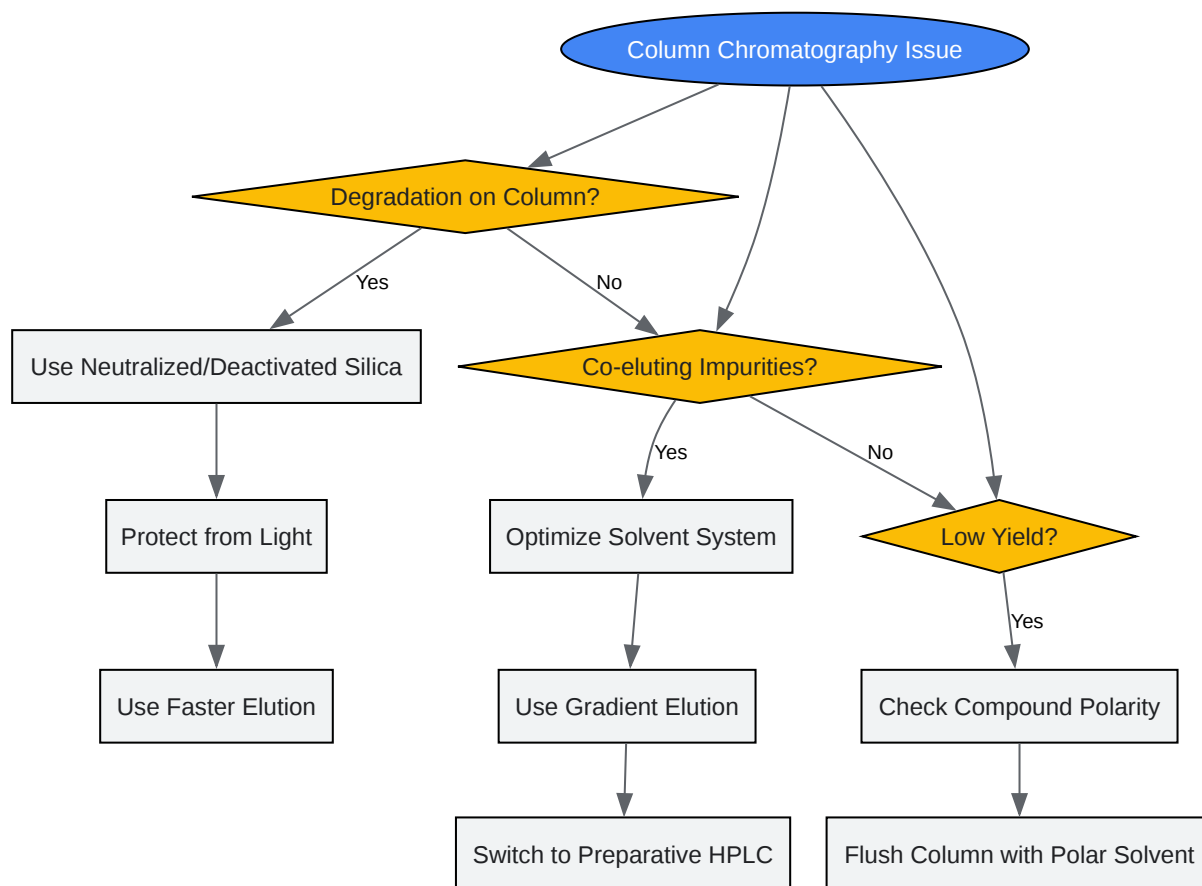 Column Chromatography Issue
Degradation on Column?
Yes
No
Use Neutralized/Deactivated Silica
Co-eluting Impurities?
Yes
No
Protect from Light
Optimize Solvent System
Low Yield?
Yes
Use Faster Elution
Use Gradient Elution
Check Compound Polarity
Switch to Preparative HPLC
Flush Column with Polar Solvent